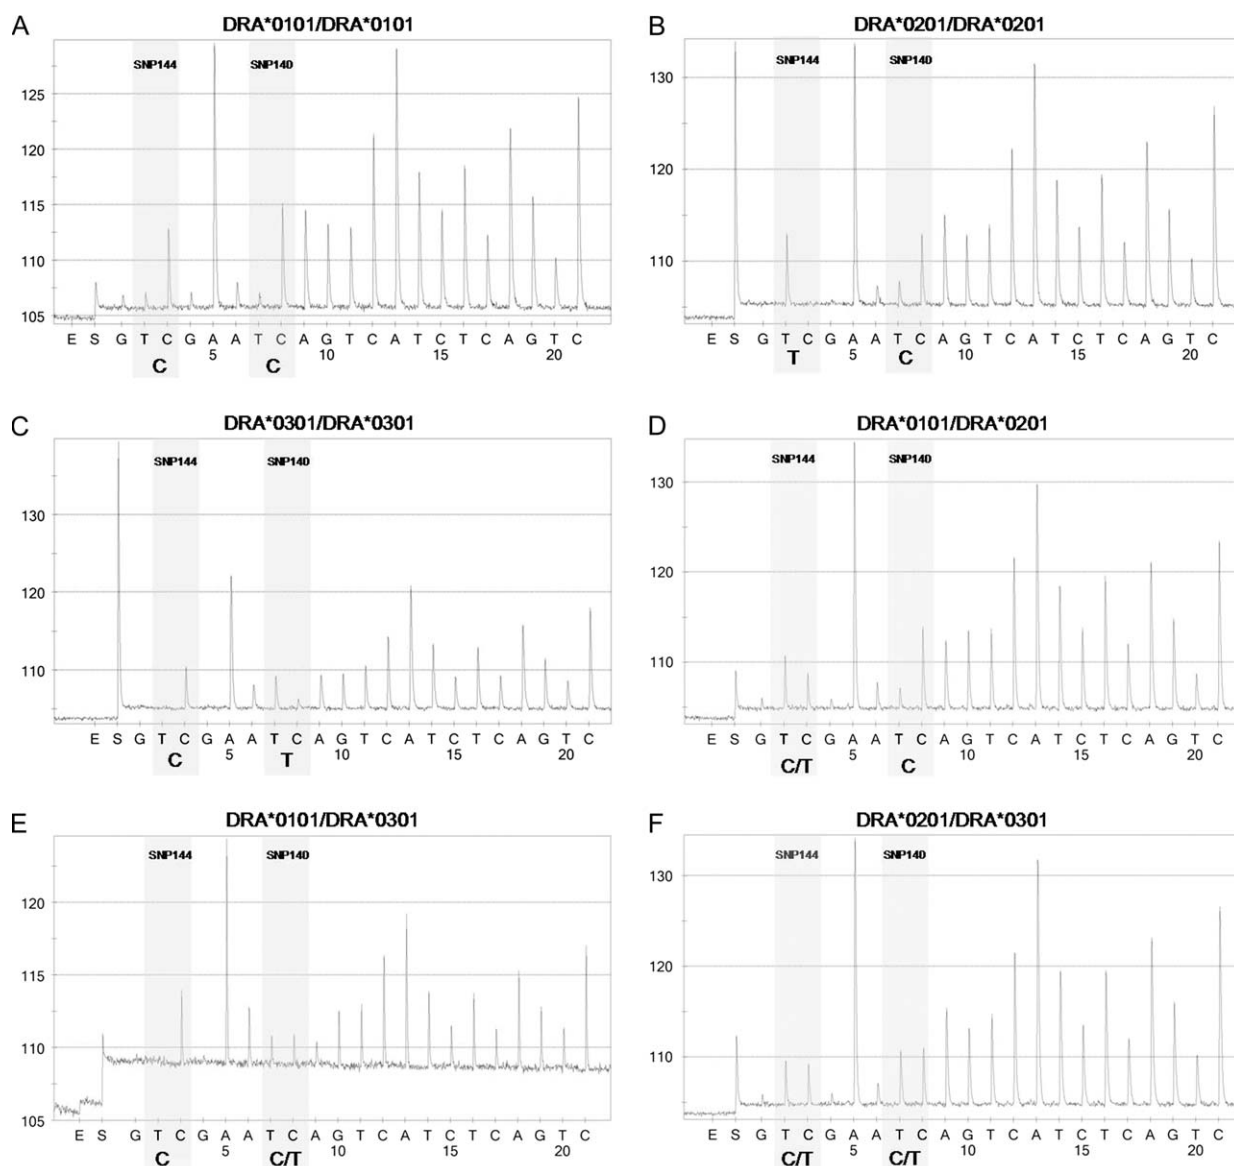 A
DRA*0101/DRA*0101
SNP144 SNP140
125
120
115
110
105
E S G T C G A A T C A G T C A T C T C A G T C
5 10 15 20
C C
B
DRA*0201/DRA*0201
SNP144 SNP140
130
120
110
E S G T C G A A T C A G T C A T C T C A G T C
5 10 15 20
T C
C
DRA*0301/DRA*0301
SNP144 SNP140
130
120
110
E S G T C G A A T C A G T C A T C T C A G T C
5 10 15 20
C T
D
DRA*0101/DRA*0201
SNP144 SNP140
130
120
110
E S G T C G A A T C A G T C A T C T C A G T C
5 10 15 20
C/T C
E
DRA*0101/DRA*0301
SNP144 SNP140
120
115
110
105
E S G T C G A A T C A G T C A T C T C A G T C
5 10 15 20
C C/T
F
DRA*0201/DRA*0301
SNP144 SNP140
130
120
110
E S G T C G A A T C A G T C A T C T C A G T C
5 10 15 20
C/T C/T